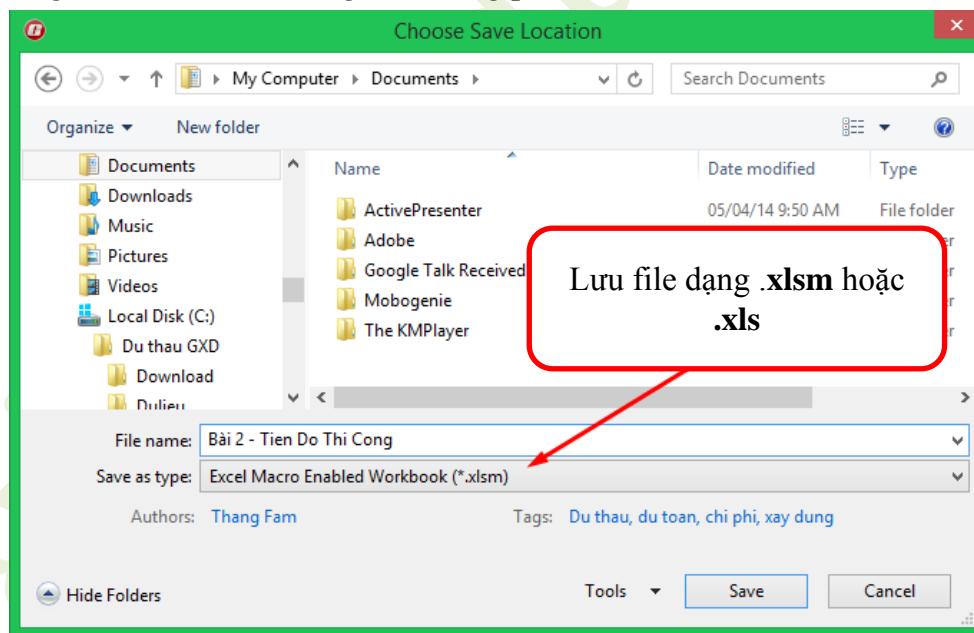 Choose Save Location
My Computer Documents Search Documents
Organize New folder
Documents
Downloads
Music
Pictures
Videos
Local Disk (C:)
Du thau GXD
Download
Dulieu
Name Date modified Type
ActivePresenter 05/04/14 9:50 AM File folder
Adobe
Google Talk Received
Mobogenie
The KMPlayer
Lưu file dạng .xlsm hoặc
.xls
File name: Bài 2 - Tien Do Thi Cong
Save as type: Excel Macro Enabled Workbook (*.xlsm)
Authors: Thang Fam Tags: Du thau, du toan, chi phi, xay dung
Hide Folders Tools Save Cancel